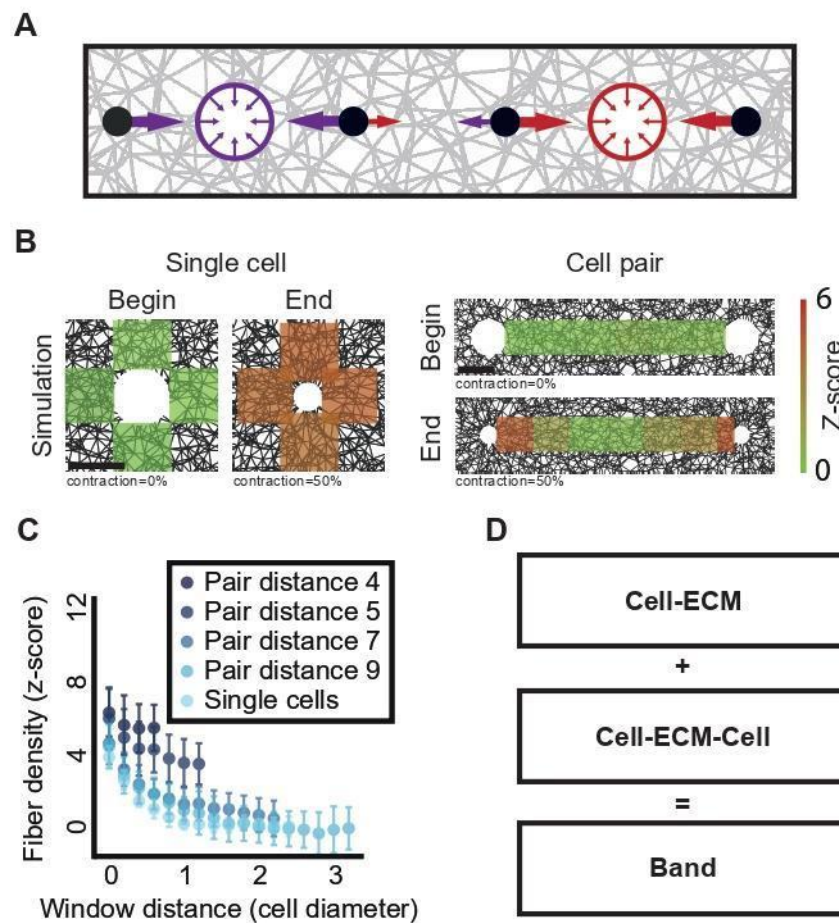 A
B
Single cell
Cell pair
Begin
End
Simulation
contraction=0%
contraction=50%
Begin
contraction=0%
End
contraction=50%
6
Z-score
0
C
Pair distance 4
Pair distance 5
Pair distance 7
Pair distance 9
Single cells
Fiber density (z-score)
12
8
4
0
0 1 2 3
Window distance (cell diameter)
D
Cell-ECM
+
Cell-ECM-Cell
=
Band